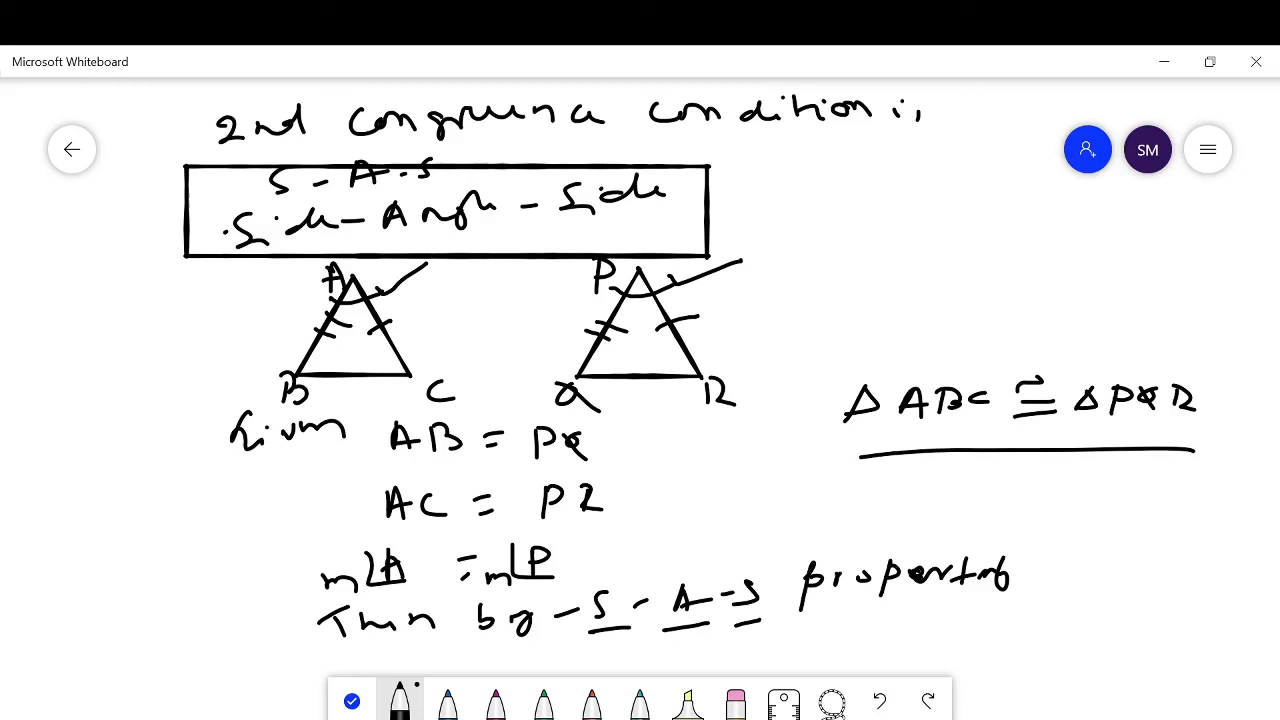 Microsoft Whiteboard
SM
2nd congruence condition is
S - A - S
Side - Angle - Side
A
P
B
C
Q
R
△ ABC ≅ △ PQR
Given AB = PQ
AC = PR
m∠A = m∠P
Then by - S - A - S property